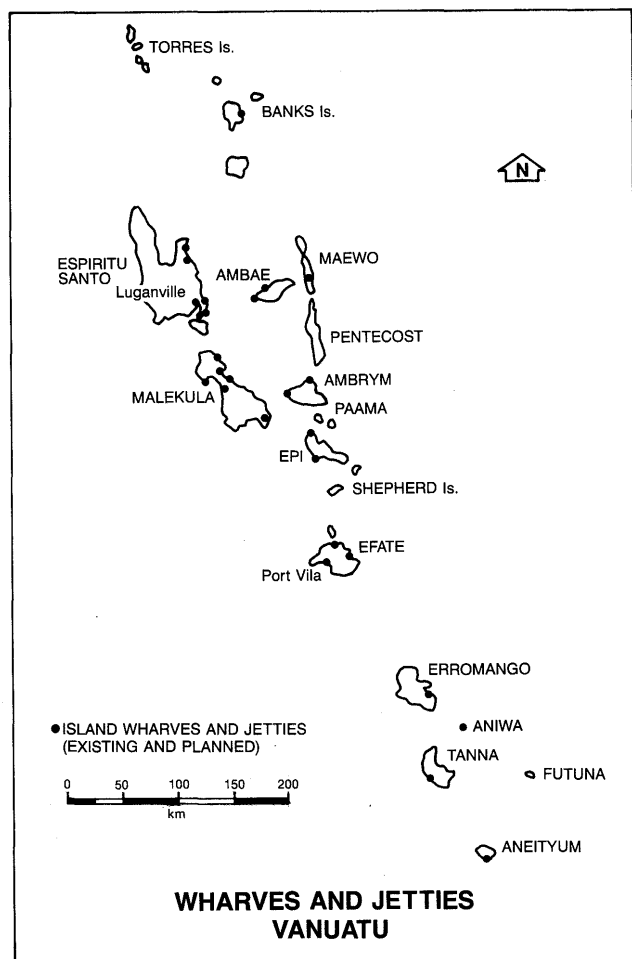 TORRES Is.
BANKS Is.
N
ESPIRITU
SANTO
Luganville
AMBAE
MAEWO
PENTECOST
MALEKULA
AMBRYM
PAAMA
EPI
SHEPHERD Is.
EFATE
Port Vila
ERROMANGO
ANIWA
TANNA
FUTUNA
ANEITYUM
ISLAND WHARVES AND JETTIES
(EXISTING AND PLANNED)
0 50 100 150 200
km
WHARVES AND JETTIES
VANUATU